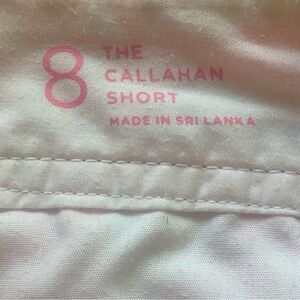 8
THE
CALLAHAN
SHORT
MADE IN SRI LANKA